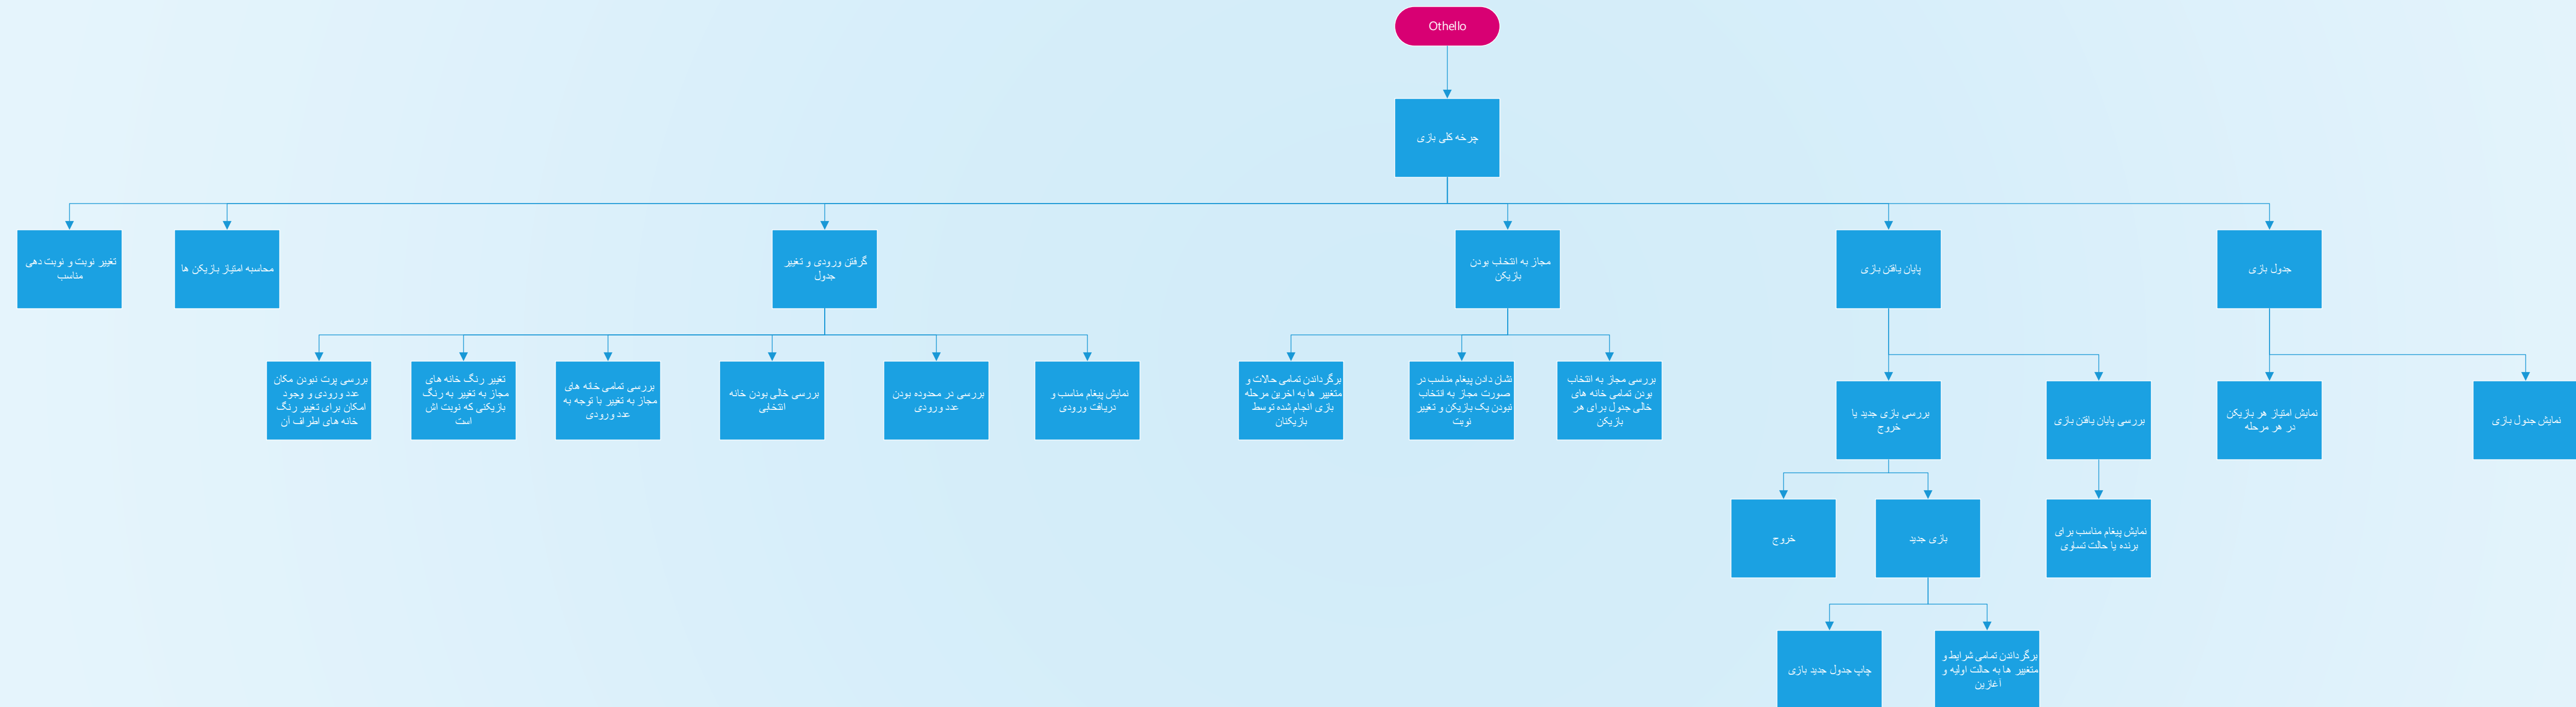 Othello
چرخه کلی بازی
جدول بازی
پایان یافتن بازی
مجاز به انتخاب بودن
بازیکن
گرفتن ورودی و تغییر
جدول
محاسبه امتیاز بازیکن ها
تغییر نوبت و نوبت دهی
مناسب
نمایش جدول بازی
نمایش امتیاز هر بازیکن
در هر مرحله
بررسی پایان یافتن بازی
بررسی بازی جدید یا
خروج
بررسی مجاز به انتخاب
بودن تمامی خانه های
خالی جدول برای هر
بازیکن
نشان دادن پیغام مناسب در
صورت مجاز به انتخاب
نبودن یک بازیکن و تغییر
نوبت
برگرداندن تمامی حالات و
متغییر ها به اخرین مرحله
بازی انجام شده توسط
بازیکنان
نمایش پیغام مناسب و
دریافت ورودی
بررسی در محدوده بودن
عدد ورودی
بررسی خالی بودن خانه
انتخابی
بررسی تمامی خانه های
مجاز به تغییر با توجه به
عدد ورودی
تغییر رنگ خانه های
مجاز به تغییر به رنگ
بازیکنی که نوبت اش
است
بررسی پرت نبودن مکان
عدد ورودی و وجود
امکان برای تغییر رنگ
خانه های اطراف آن
نمایش پیغام مناسب برای
برنده یا حالت تساوی
بازی جدید
خروج
برگرداندن تمامی شرایط و
متغییر ها به حالت اولیه و
آغازین
چاپ جدول جدید بازی